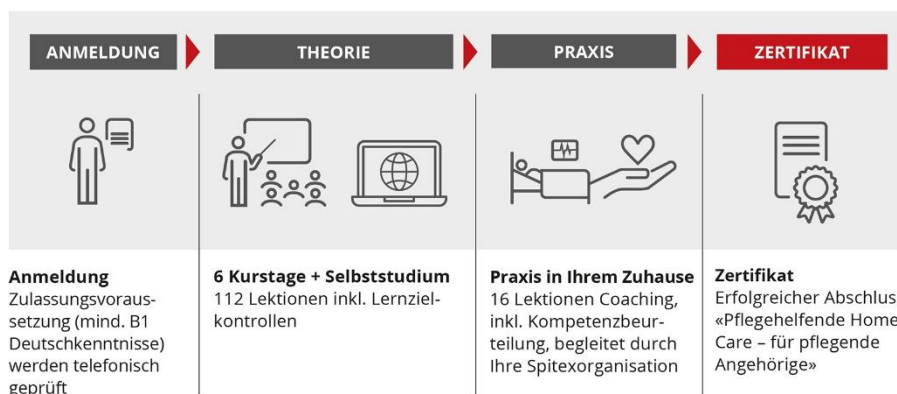 ANMELDUNG
THEORIE
PRAXIS
ZERTIFIKAT
Anmeldung
Zulassungsvoraus-
setzung (mind. B1
Deutschkenntnisse)
werden telefonisch
geprüft
6 Kurstage + Selbststudium
112 Lektionen inkl. Lernziel-
kontrollen
Praxis in Ihrem Zuhause
16 Lektionen Coaching,
inkl. Kompetenzbeur-
teilung, begleitet durch
Ihre Spitexorganisation
Zertifikat
Erfolgreicher Abschlus
«Pflegehelfende Home
Care – für pflegende
Angehörige»